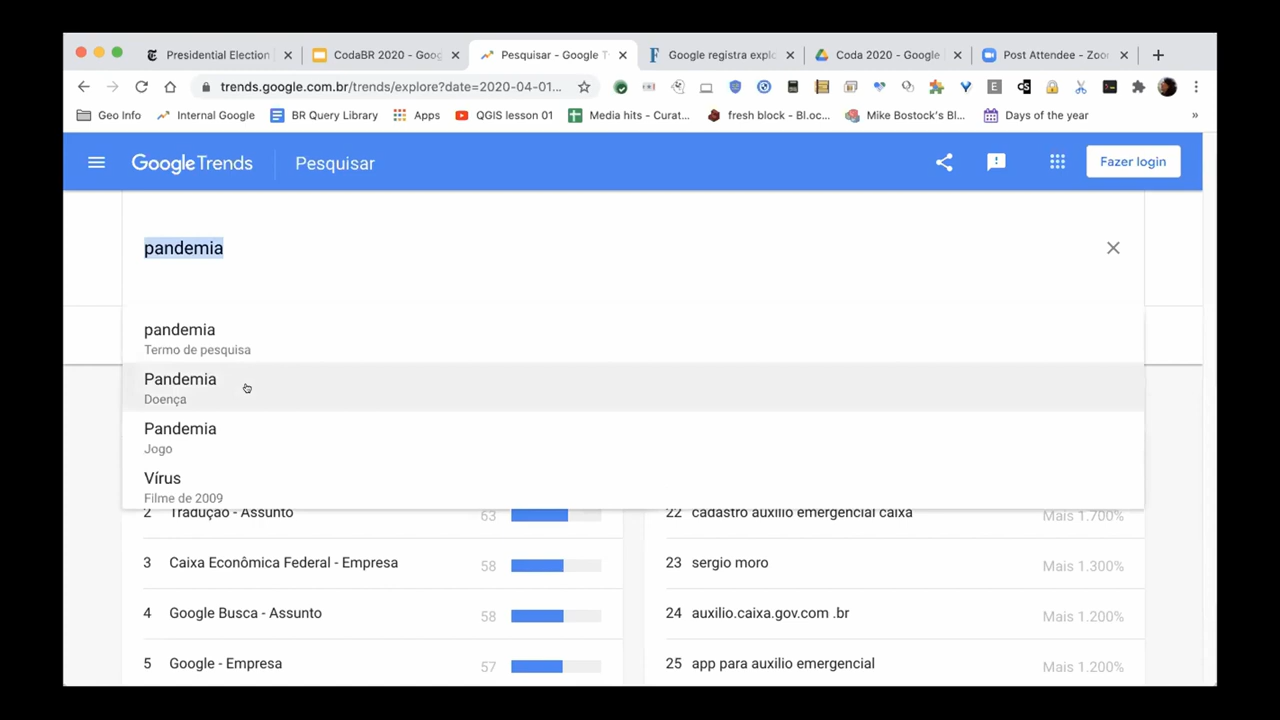 Presidential Election
CodaBR 2020 - Goog
Pesquisar - Google T
Google registra explo
Coda 2020 - Google
Post Attendee - Zoo
trends.google.com.br/trends/explore?date=2020-04-01...
Geo Info
Internal Google
BR Query Library
Apps
QGIS lesson 01
Media hits - Curat...
fresh block - Bl.oc...
Mike Bostock's Bl...
Days of the year
»
Google Trends
Pesquisar
Fazer login
pandemia
pandemia
Termo de pesquisa
Pandemia
Doença
Pandemia
Jogo
Vírus
Filme de 2009
2 Tradução - Assunto 63
3 Caixa Econômica Federal - Empresa 58
4 Google Busca - Assunto 58
5 Google - Empresa 57
22 cadastro auxilio emergencial caixa Mais 1.700%
23 sergio moro Mais 1.300%
24 auxilio.caixa.gov.com .br Mais 1.200%
25 app para auxilio emergencial Mais 1.200%